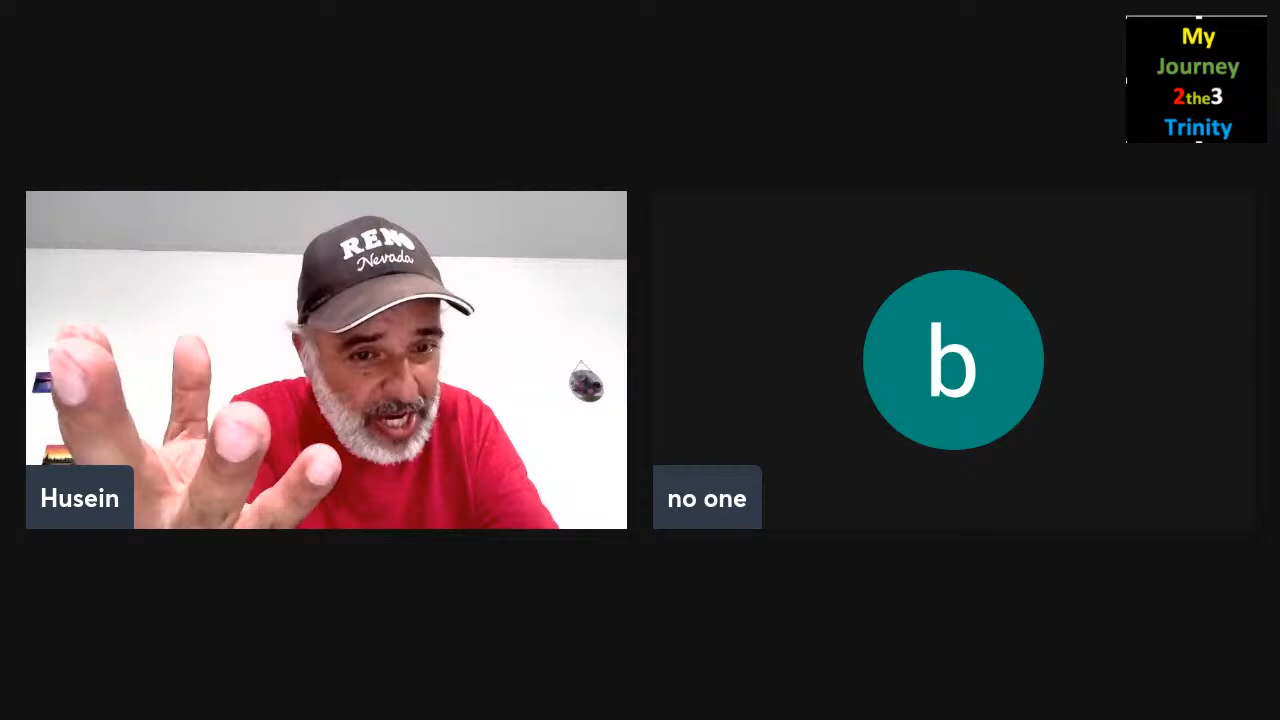 My
Journey
2the3
Trinity
RENO
Nevada
b
Husein
no one